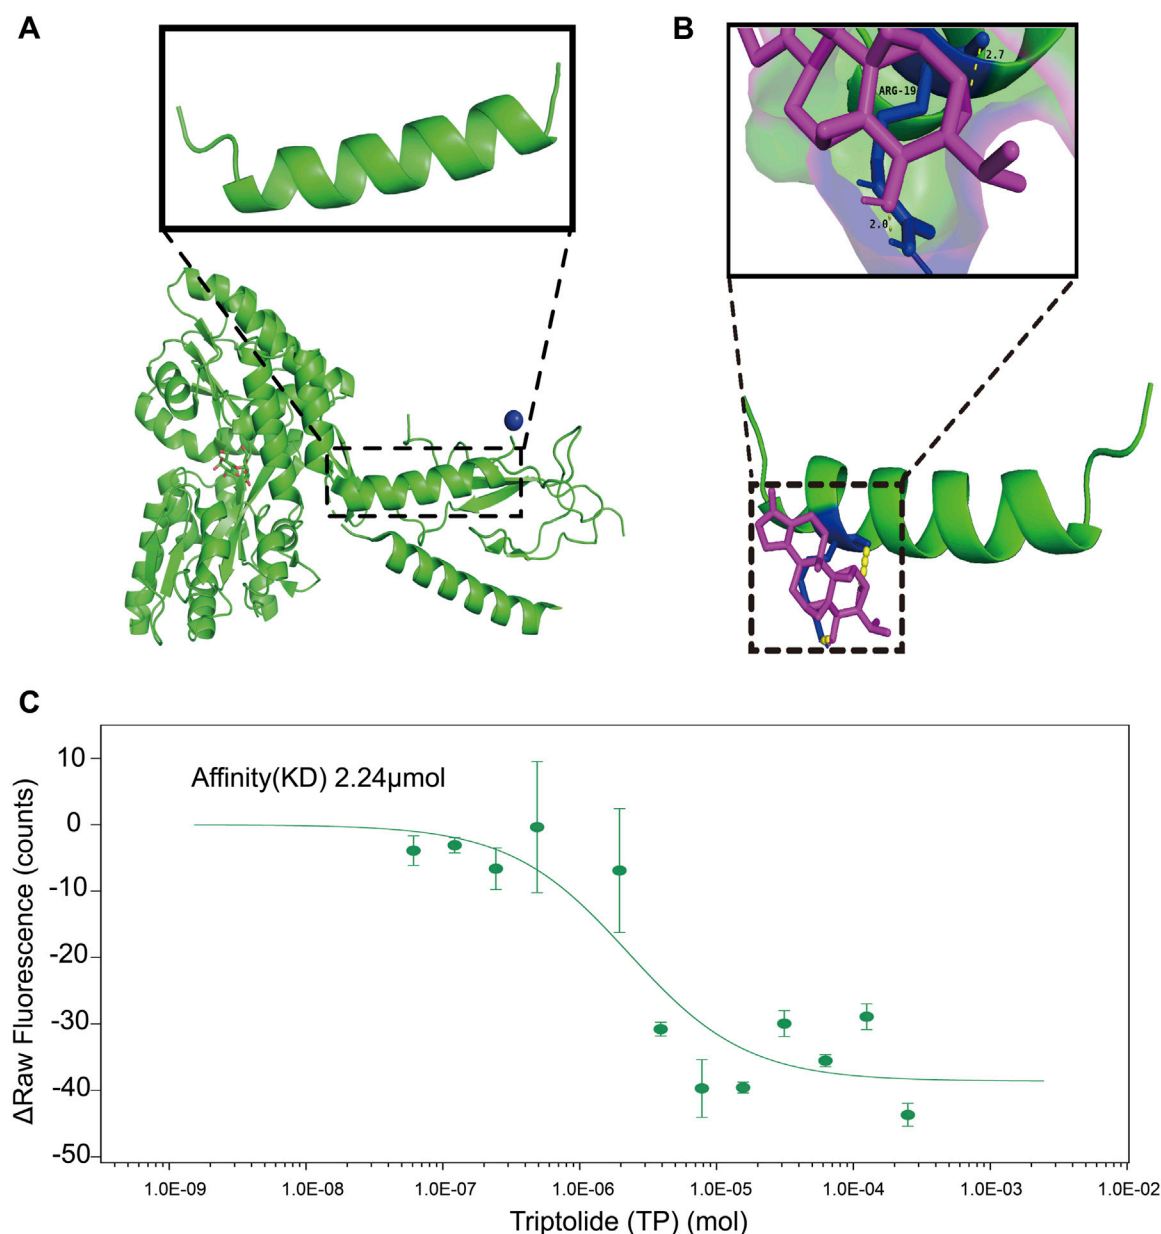 A
B
ARG-19
2.7
2.0
C
Affinity(KD) 2.24µmol
ΔRaw Fluorescence (counts)
10
0
-10
-20
-30
-40
-50
1.0E-09 1.0E-08 1.0E-07 1.0E-06 1.0E-05 1.0E-04 1.0E-03 1.0E-02
Triptolide (TP) (mol)